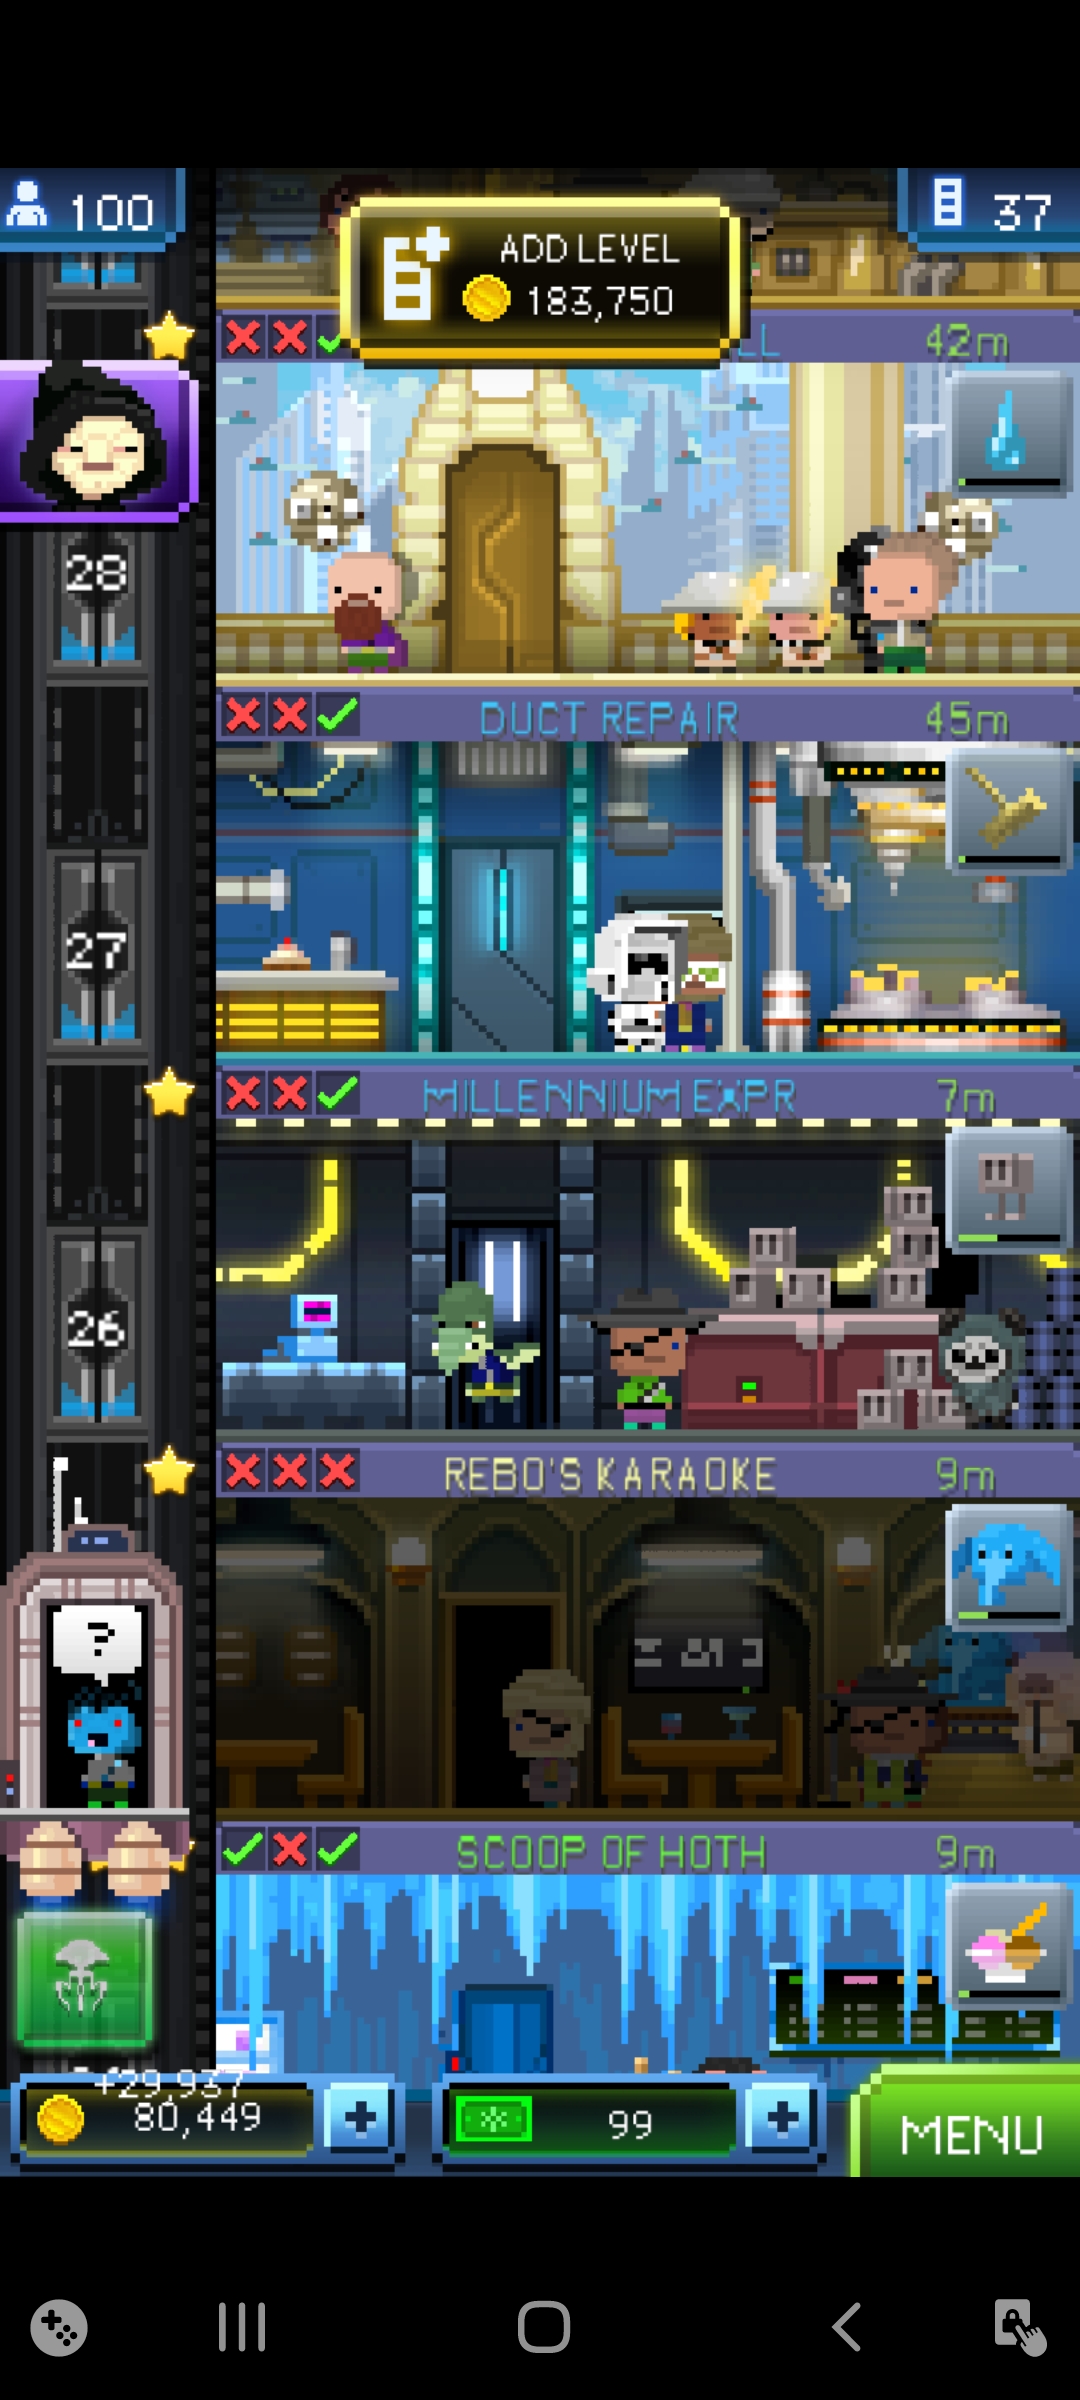 100
ADD LEVEL
183,750
37
LL
42m
28
DUCT REPAIR
45m
27
MILLENNIUM EXPR
7m
26
REBO'S KARAOKE
9m
?
SCOOP OF HOTH
9m
+29,937
80,449
99
MENU